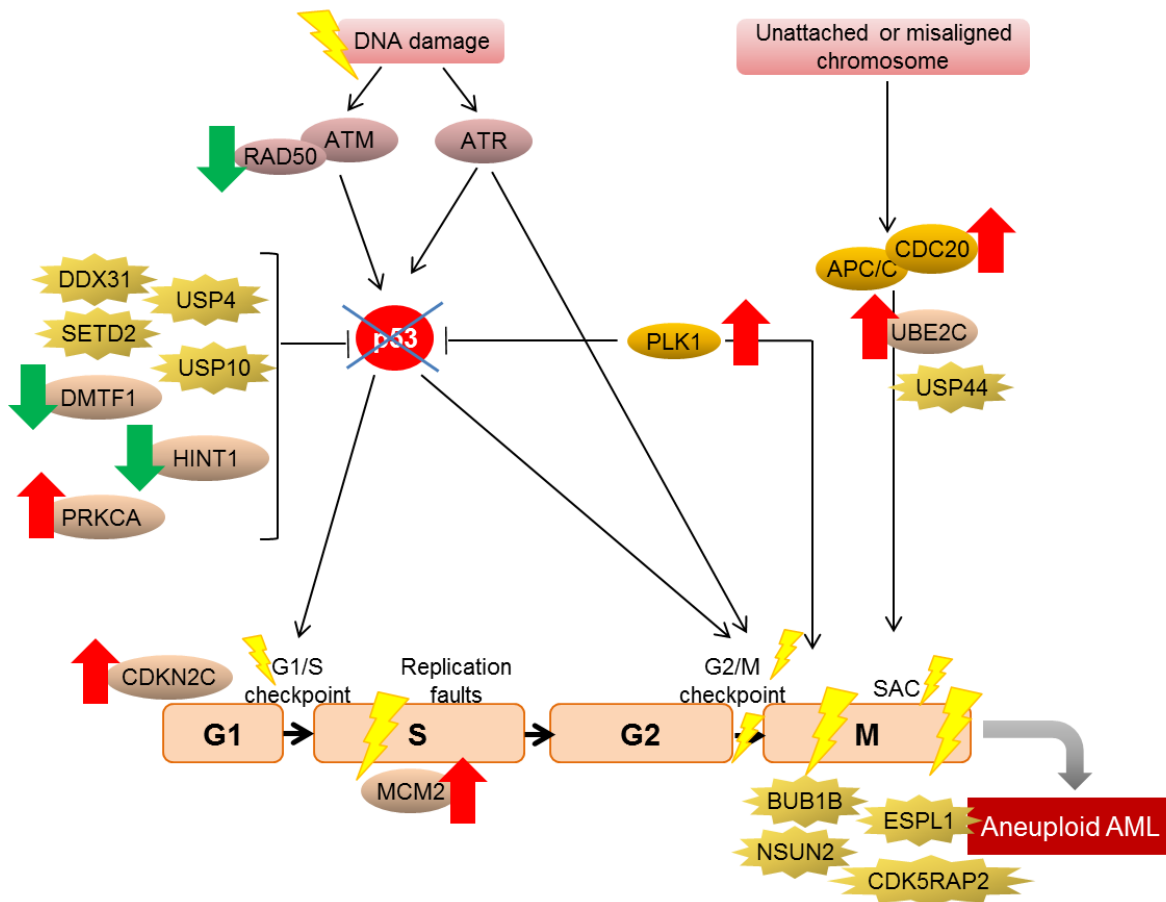 DNA damage
Unattached or misaligned
chromosome
ATM
RAD50
ATR
CDC20
APC/C
DDX31
USP4
SETD2
USP10
p53
PLK1
UBE2C
USP44
DMTF1
HINT1
PRKCA
CDKN2C
G1/S
checkpoint
Replication
faults
G2/M
checkpoint
SAC
G1
S
G2
M
MCM2
BUB1B
ESPL1
NSUN2
CDK5RAP2
Aneuploid AML